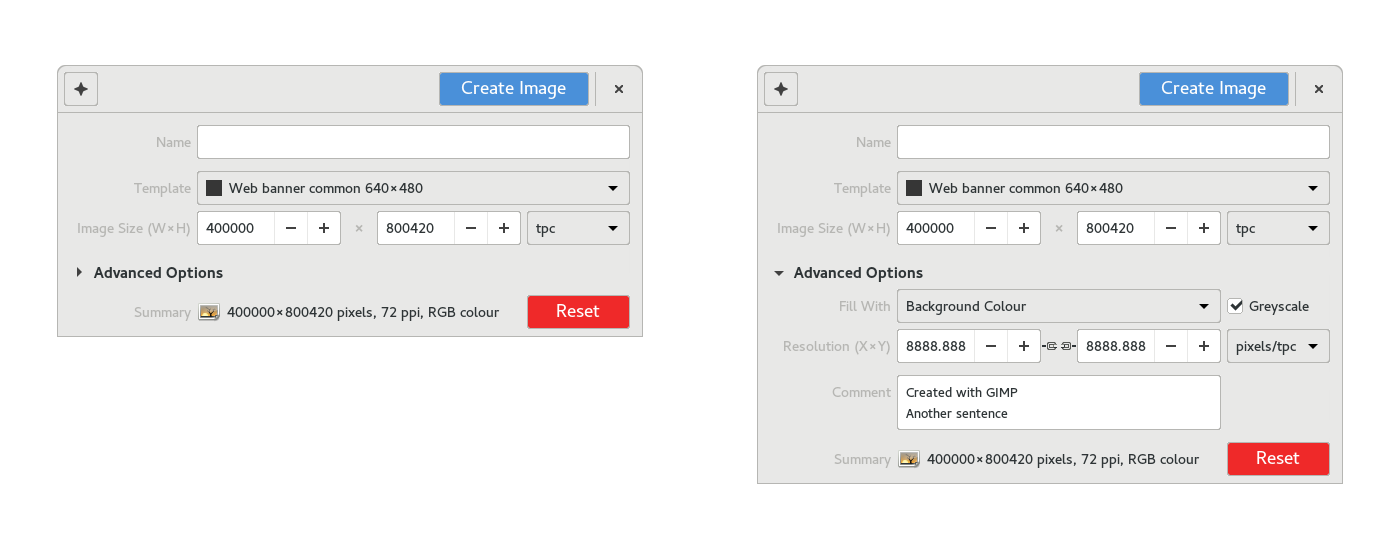 Create Image ×
Name
Template Web banner common 640×480
Image Size (W×H) 400000 − + × 800420 − + tpc
Advanced Options
Summary 400000×800420 pixels, 72 ppi, RGB colour Reset
Create Image ×
Name
Template Web banner common 640×480
Image Size (W×H) 400000 − + × 800420 − + tpc
Advanced Options
Fill With Background Colour Greyscale
Resolution (X×Y) 8888.888 − + 8888.888 − + pixels/tpc
Comment Created with GIMP
Another sentence
Summary 400000×800420 pixels, 72 ppi, RGB colour Reset